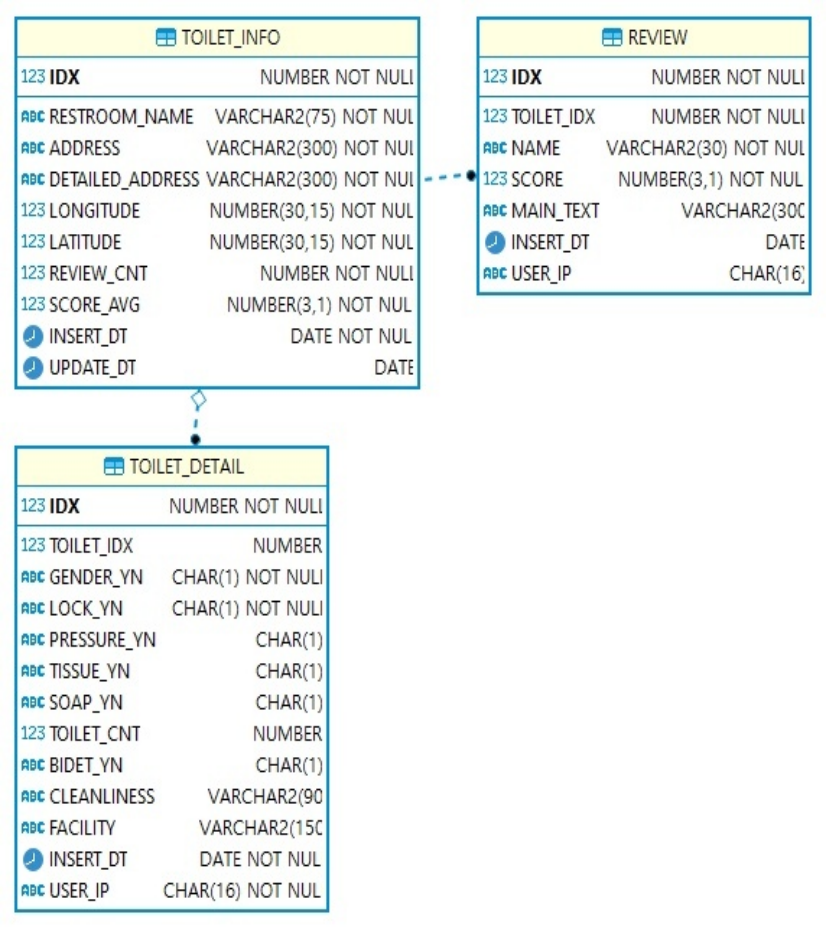 TOILET_INFO
123 IDX NUMBER NOT NULL
ABC RESTROOM_NAME VARCHAR2(75) NOT NUL
ABC ADDRESS VARCHAR2(300) NOT NUL
ABC DETAILED_ADDRESS VARCHAR2(300) NOT NUL
123 LONGITUDE NUMBER(30,15) NOT NUL
123 LATITUDE NUMBER(30,15) NOT NUL
123 REVIEW_CNT NUMBER NOT NULL
123 SCORE_AVG NUMBER(3,1) NOT NUL
INSERT_DT DATE NOT NUL
UPDATE_DT DATE
REVIEW
123 IDX NUMBER NOT NULL
123 TOILET_IDX NUMBER NOT NULL
ABC NAME VARCHAR2(30) NOT NUL
123 SCORE NUMBER(3,1) NOT NUL
ABC MAIN_TEXT VARCHAR2(300
INSERT_DT DATE
ABC USER_IP CHAR(16)
TOILET_DETAIL
123 IDX NUMBER NOT NULL
123 TOILET_IDX NUMBER
ABC GENDER_YN CHAR(1) NOT NULL
ABC LOCK_YN CHAR(1) NOT NULL
ABC PRESSURE_YN CHAR(1)
ABC TISSUE_YN CHAR(1)
ABC SOAP_YN CHAR(1)
123 TOILET_CNT NUMBER
ABC BIDET_YN CHAR(1)
ABC CLEANLINESS VARCHAR2(90
ABC FACILITY VARCHAR2(150
INSERT_DT DATE NOT NUL
ABC USER_IP CHAR(16) NOT NUL